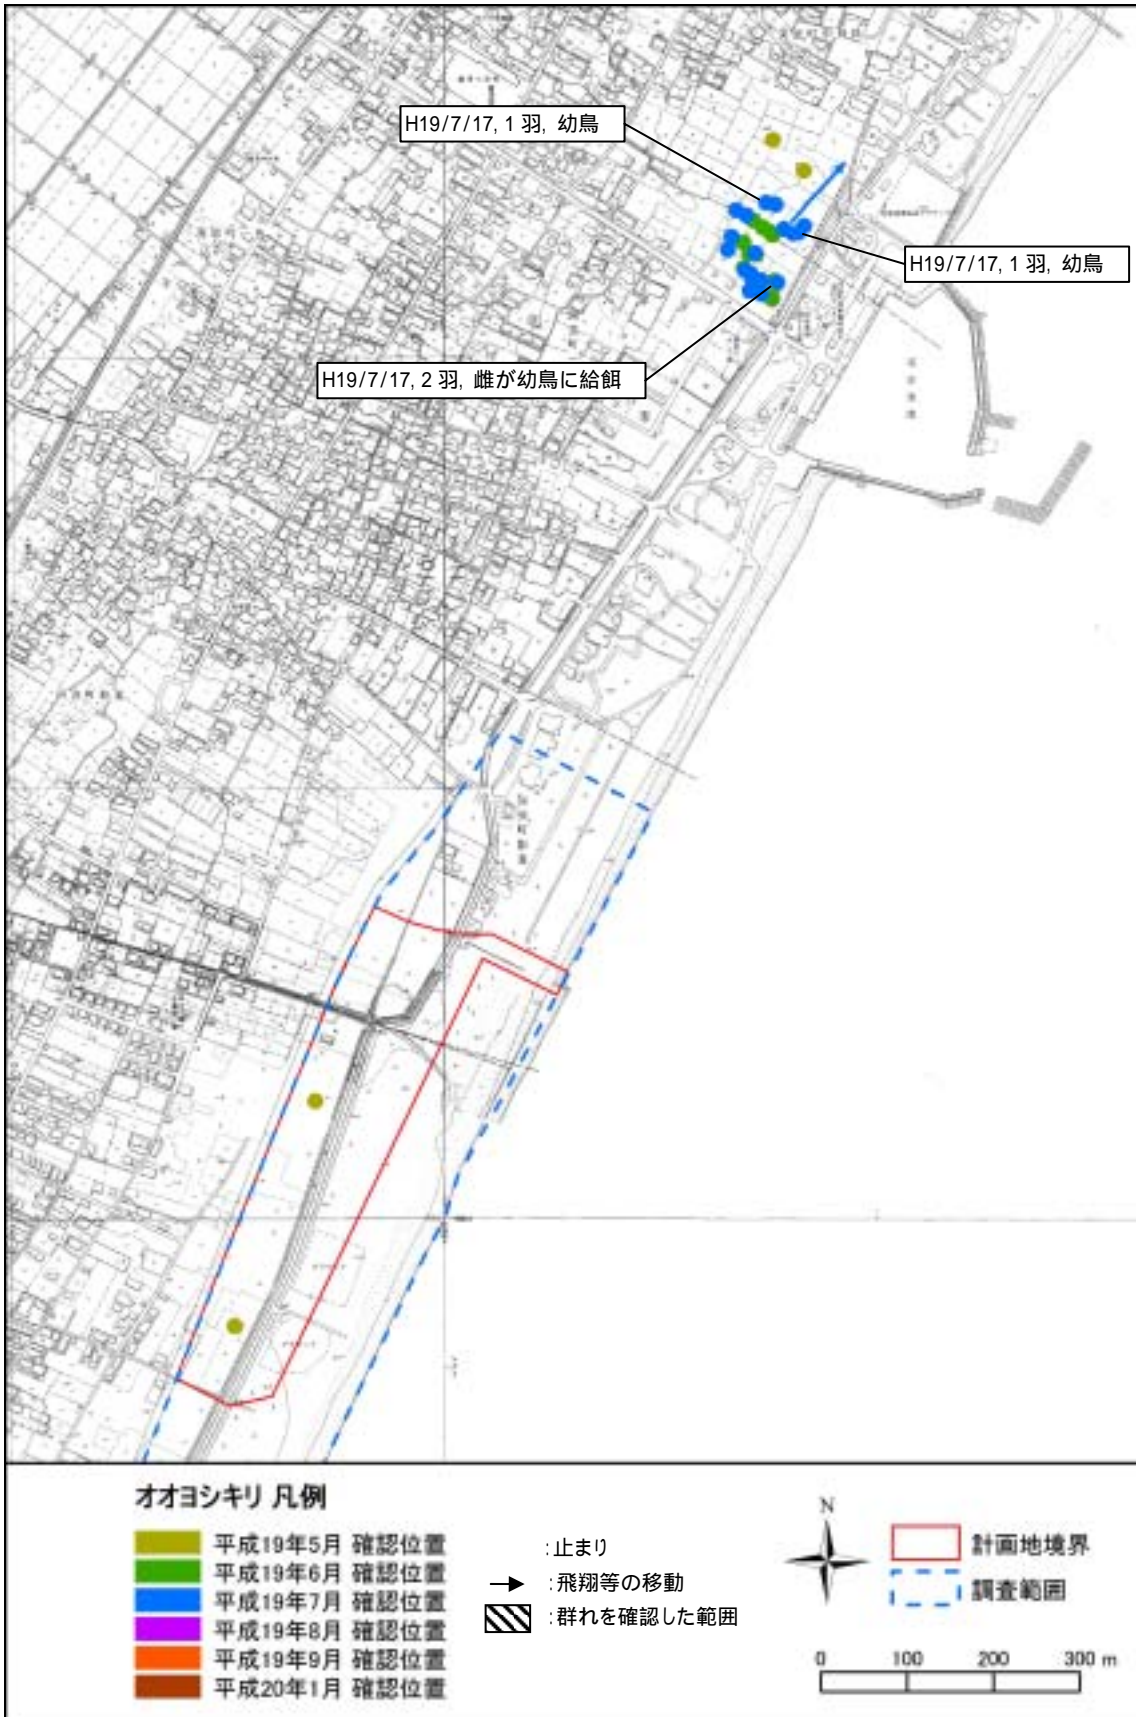 H19/7/17, 1 羽, 幼鳥
H19/7/17, 1 羽, 幼鳥
H19/7/17, 2 羽, 雌が幼鳥に給餌
オオヨシキリ 凡例
平成19年5月 確認位置
平成19年6月 確認位置
平成19年7月 確認位置
平成19年8月 確認位置
平成19年9月 確認位置
平成20年1月 確認位置
:止まり
:飛翔等の移動
:群れを確認した範囲
N
計画地境界
調査範囲
0 100 200 300 m